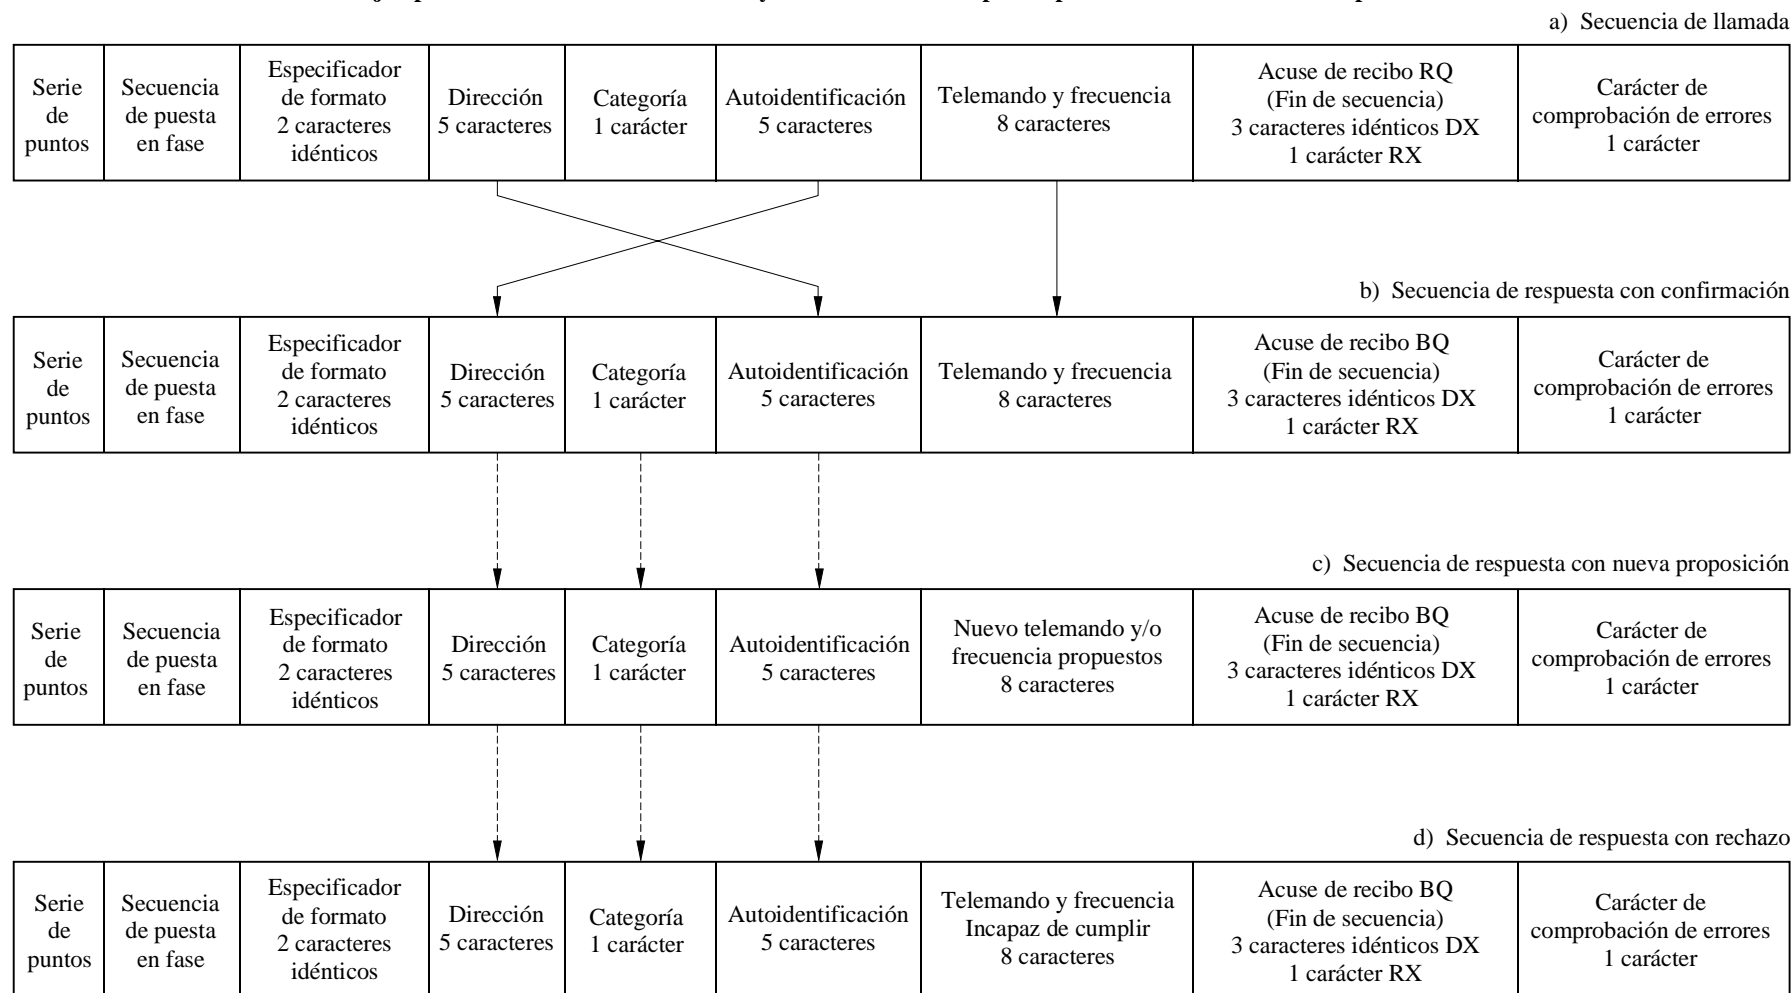 a) Secuencia de llamada
Serie
de
puntos
Secuencia
de puesta
en fase
Especificador
de formato
2 caracteres
idénticos
Dirección
5 caracteres
Categoría
1 carácter
Autoidentificación
5 caracteres
Telemando y frecuencia
8 caracteres
Acuse de recibo RQ
(Fin de secuencia)
3 caracteres idénticos DX
1 carácter RX
Carácter de
comprobación de errores
1 carácter
b) Secuencia de respuesta con confirmación
Serie
de
puntos
Secuencia
de puesta
en fase
Especificador
de formato
2 caracteres
idénticos
Dirección
5 caracteres
Categoría
1 carácter
Autoidentificación
5 caracteres
Telemando y frecuencia
8 caracteres
Acuse de recibo BQ
(Fin de secuencia)
3 caracteres idénticos DX
1 carácter RX
Carácter de
comprobación de errores
1 carácter
c) Secuencia de respuesta con nueva proposición
Serie
de
puntos
Secuencia
de puesta
en fase
Especificador
de formato
2 caracteres
idénticos
Dirección
5 caracteres
Categoría
1 carácter
Autoidentificación
5 caracteres
Nuevo telemando y/o
frecuencia propuestos
8 caracteres
Acuse de recibo BQ
(Fin de secuencia)
3 caracteres idénticos DX
1 carácter RX
Carácter de
comprobación de errores
1 carácter
d) Secuencia de respuesta con rechazo
Serie
de
puntos
Secuencia
de puesta
en fase
Especificador
de formato
2 caracteres
idénticos
Dirección
5 caracteres
Categoría
1 carácter
Autoidentificación
5 caracteres
Telemando y frecuencia
Incapaz de cumplir
8 caracteres
Acuse de recibo BQ
(Fin de secuencia)
3 caracteres idénticos DX
1 carácter RX
Carácter de
comprobación de errores
1 carácter